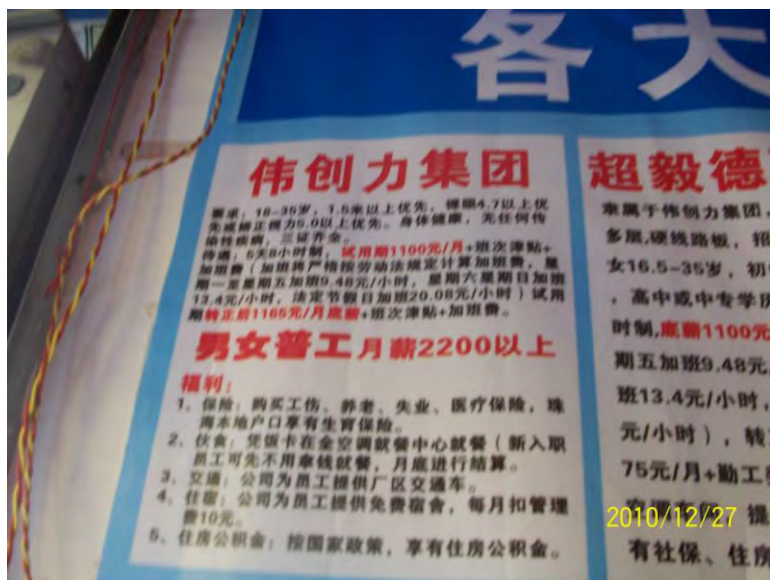 各大
伟创力集团
要求：16-35岁，1.5米以上优先，裸眼4.7以上优
先或矫正视力5.0以上优先。身体健康，无任何传
染性疾病，三证齐全。
待遇：5天8小时制，试用期1100元/月+班次津贴+
加班费（加班将严格按劳动法规定计算加班费，星
期一至星期五加班9.48元/小时，星期六星期日加班
13.4元/小时，法定节假日加班20.08元/小时）试用
期转正后1165元/月底薪+班次津贴+加班费。
男女普工月薪2200以上
福利：
1、保险：购买工伤、养老、失业、医疗保险，珠
海本地户口享有生育保险。
2、伙食：凭饭卡在全空调就餐中心就餐（新入职
员工可先不用拿钱就餐，月底进行结算。
3、交通：公司为员工提供厂区交通车。
4、住宿：公司为员工提供免费宿舍，每月扣管理
费10元。
5、住房公积金：按国家政策，享有住房公积金。
超毅德
隶属于伟创力集团，
多层,硬线路板，招
女16.5-35岁，初
，高中或中专学历
时制,底薪1100元
期五加班9.48元
班13.4元/小时，
元/小时），转
75元/月+勤工
提
有社保、住房
2010/12/27